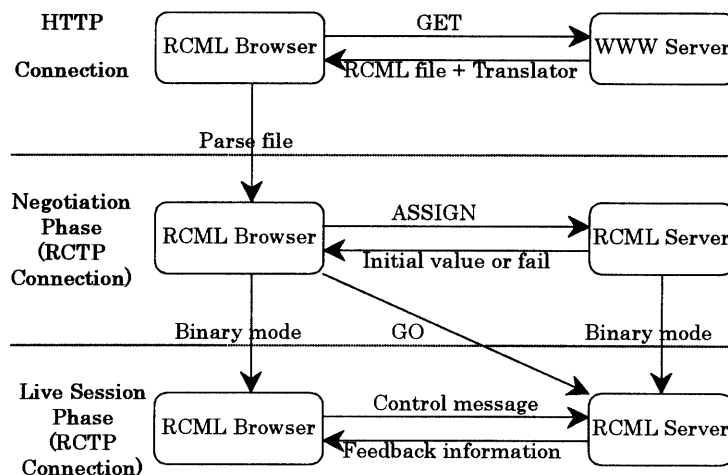 HTTP
Connection
RCML Browser
GET
WWW Server
RCML file + Translator
Parse file
Negotiation
Phase
(RCTP
Connection)
RCML Browser
ASSIGN
RCML Server
Initial value or fail
Binary mode
GO
Binary mode
Live Session
Phase
(RCTP
Connection)
RCML Browser
Control message
RCML Server
Feedback information